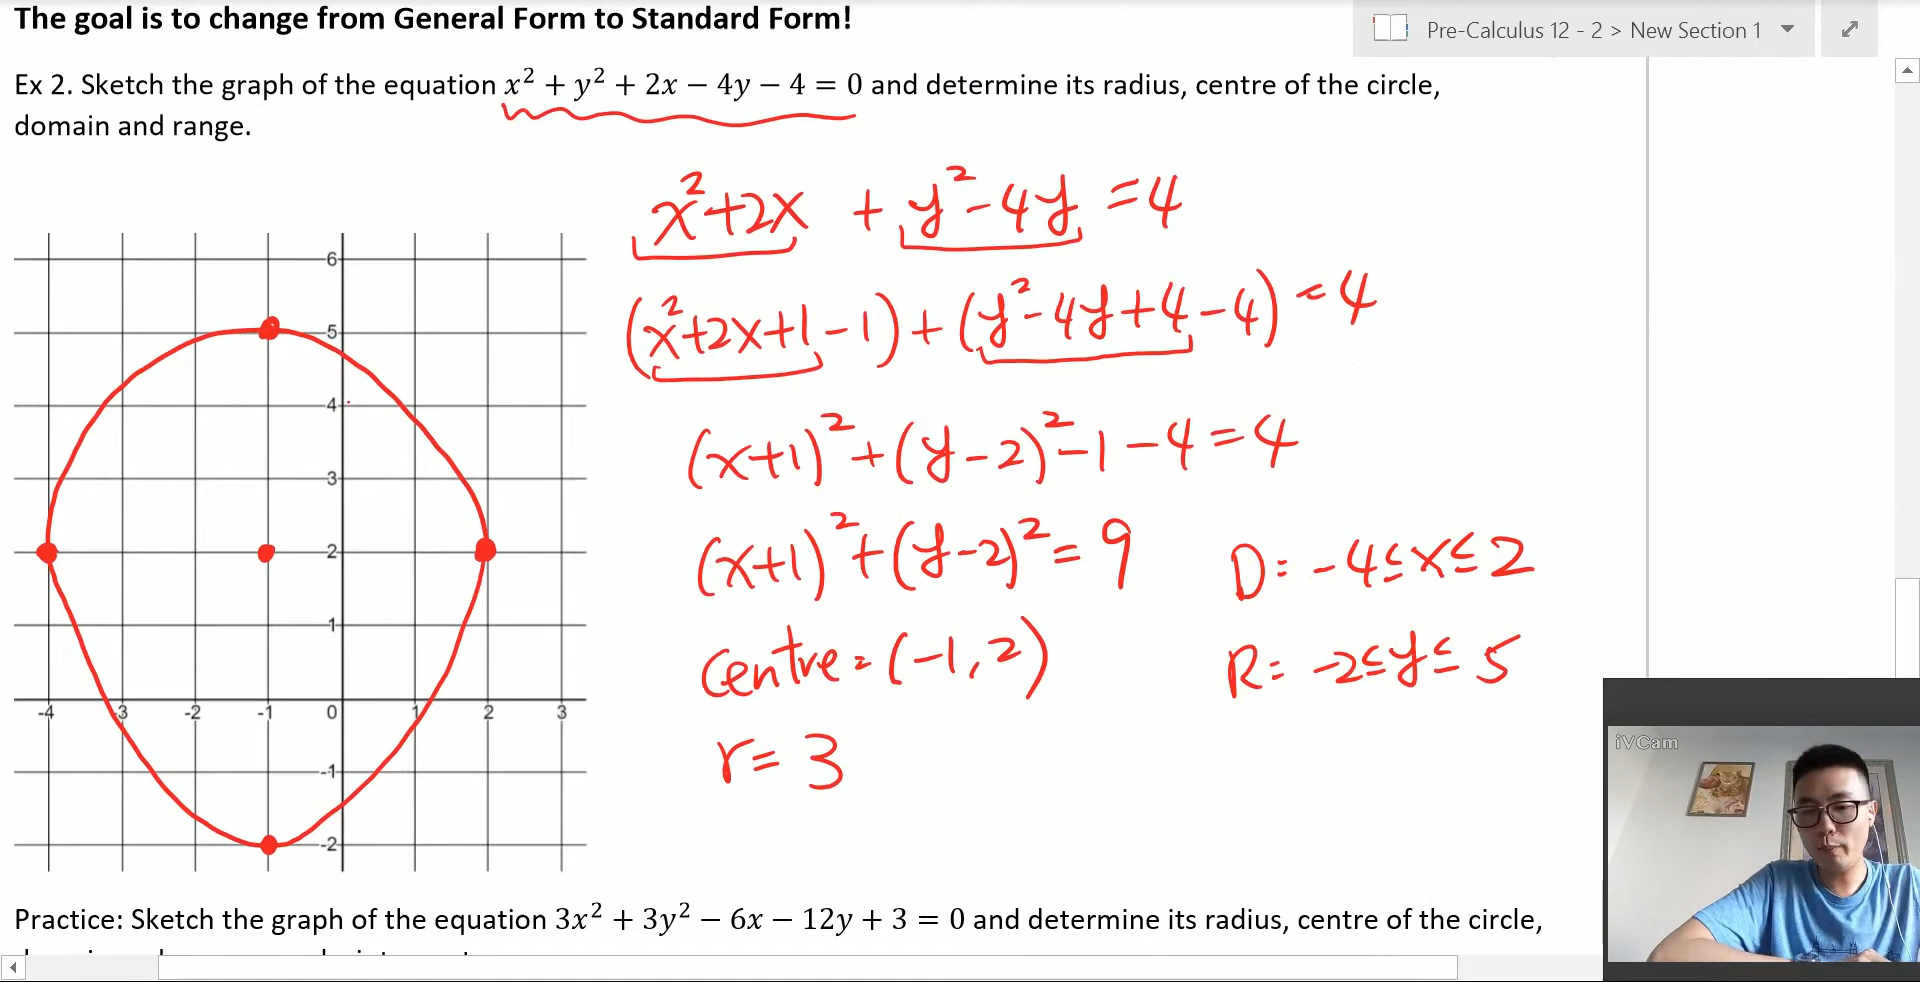 The goal is to change from General Form to Standard Form!
Pre-Calculus 12 - 2 > New Section 1
Ex 2. Sketch the graph of the equation x² + y² + 2x − 4y − 4 = 0 and determine its radius, centre of the circle,
domain and range.
x²+2x + y²-4y = 4
(x²+2x+1-1)+(y²-4y+4-4) = 4
(x+1)²+(y-2)²-1-4=4
(x+1)²+(y-2)²=9
D: -4≤x≤2
Centre = (-1,2)
R: -2≤y≤5
r= 3
6
5
4
3
2
1
-4 -3 -2 -1 0 1 2 3
-1
-2
iVCam
Practice: Sketch the graph of the equation 3x² + 3y² − 6x − 12y + 3 = 0 and determine its radius, centre of the circle,